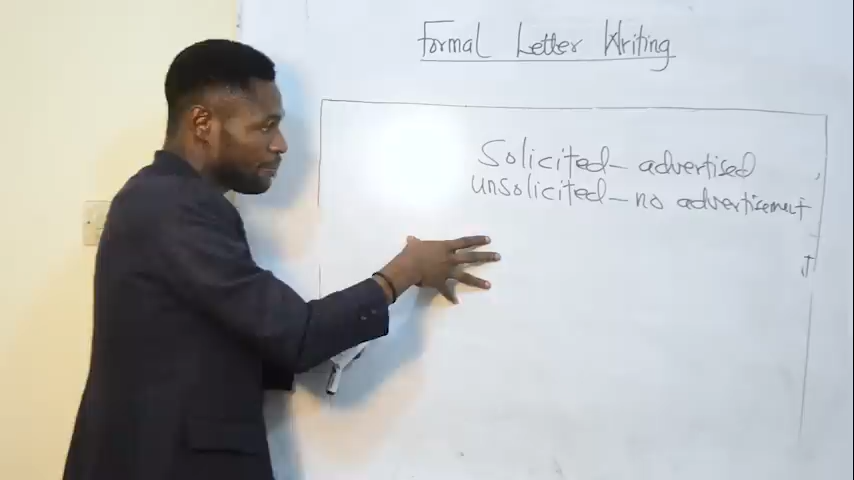 Formal Letter Writing
Solicited - advertised
Unsolicited - no advertisement